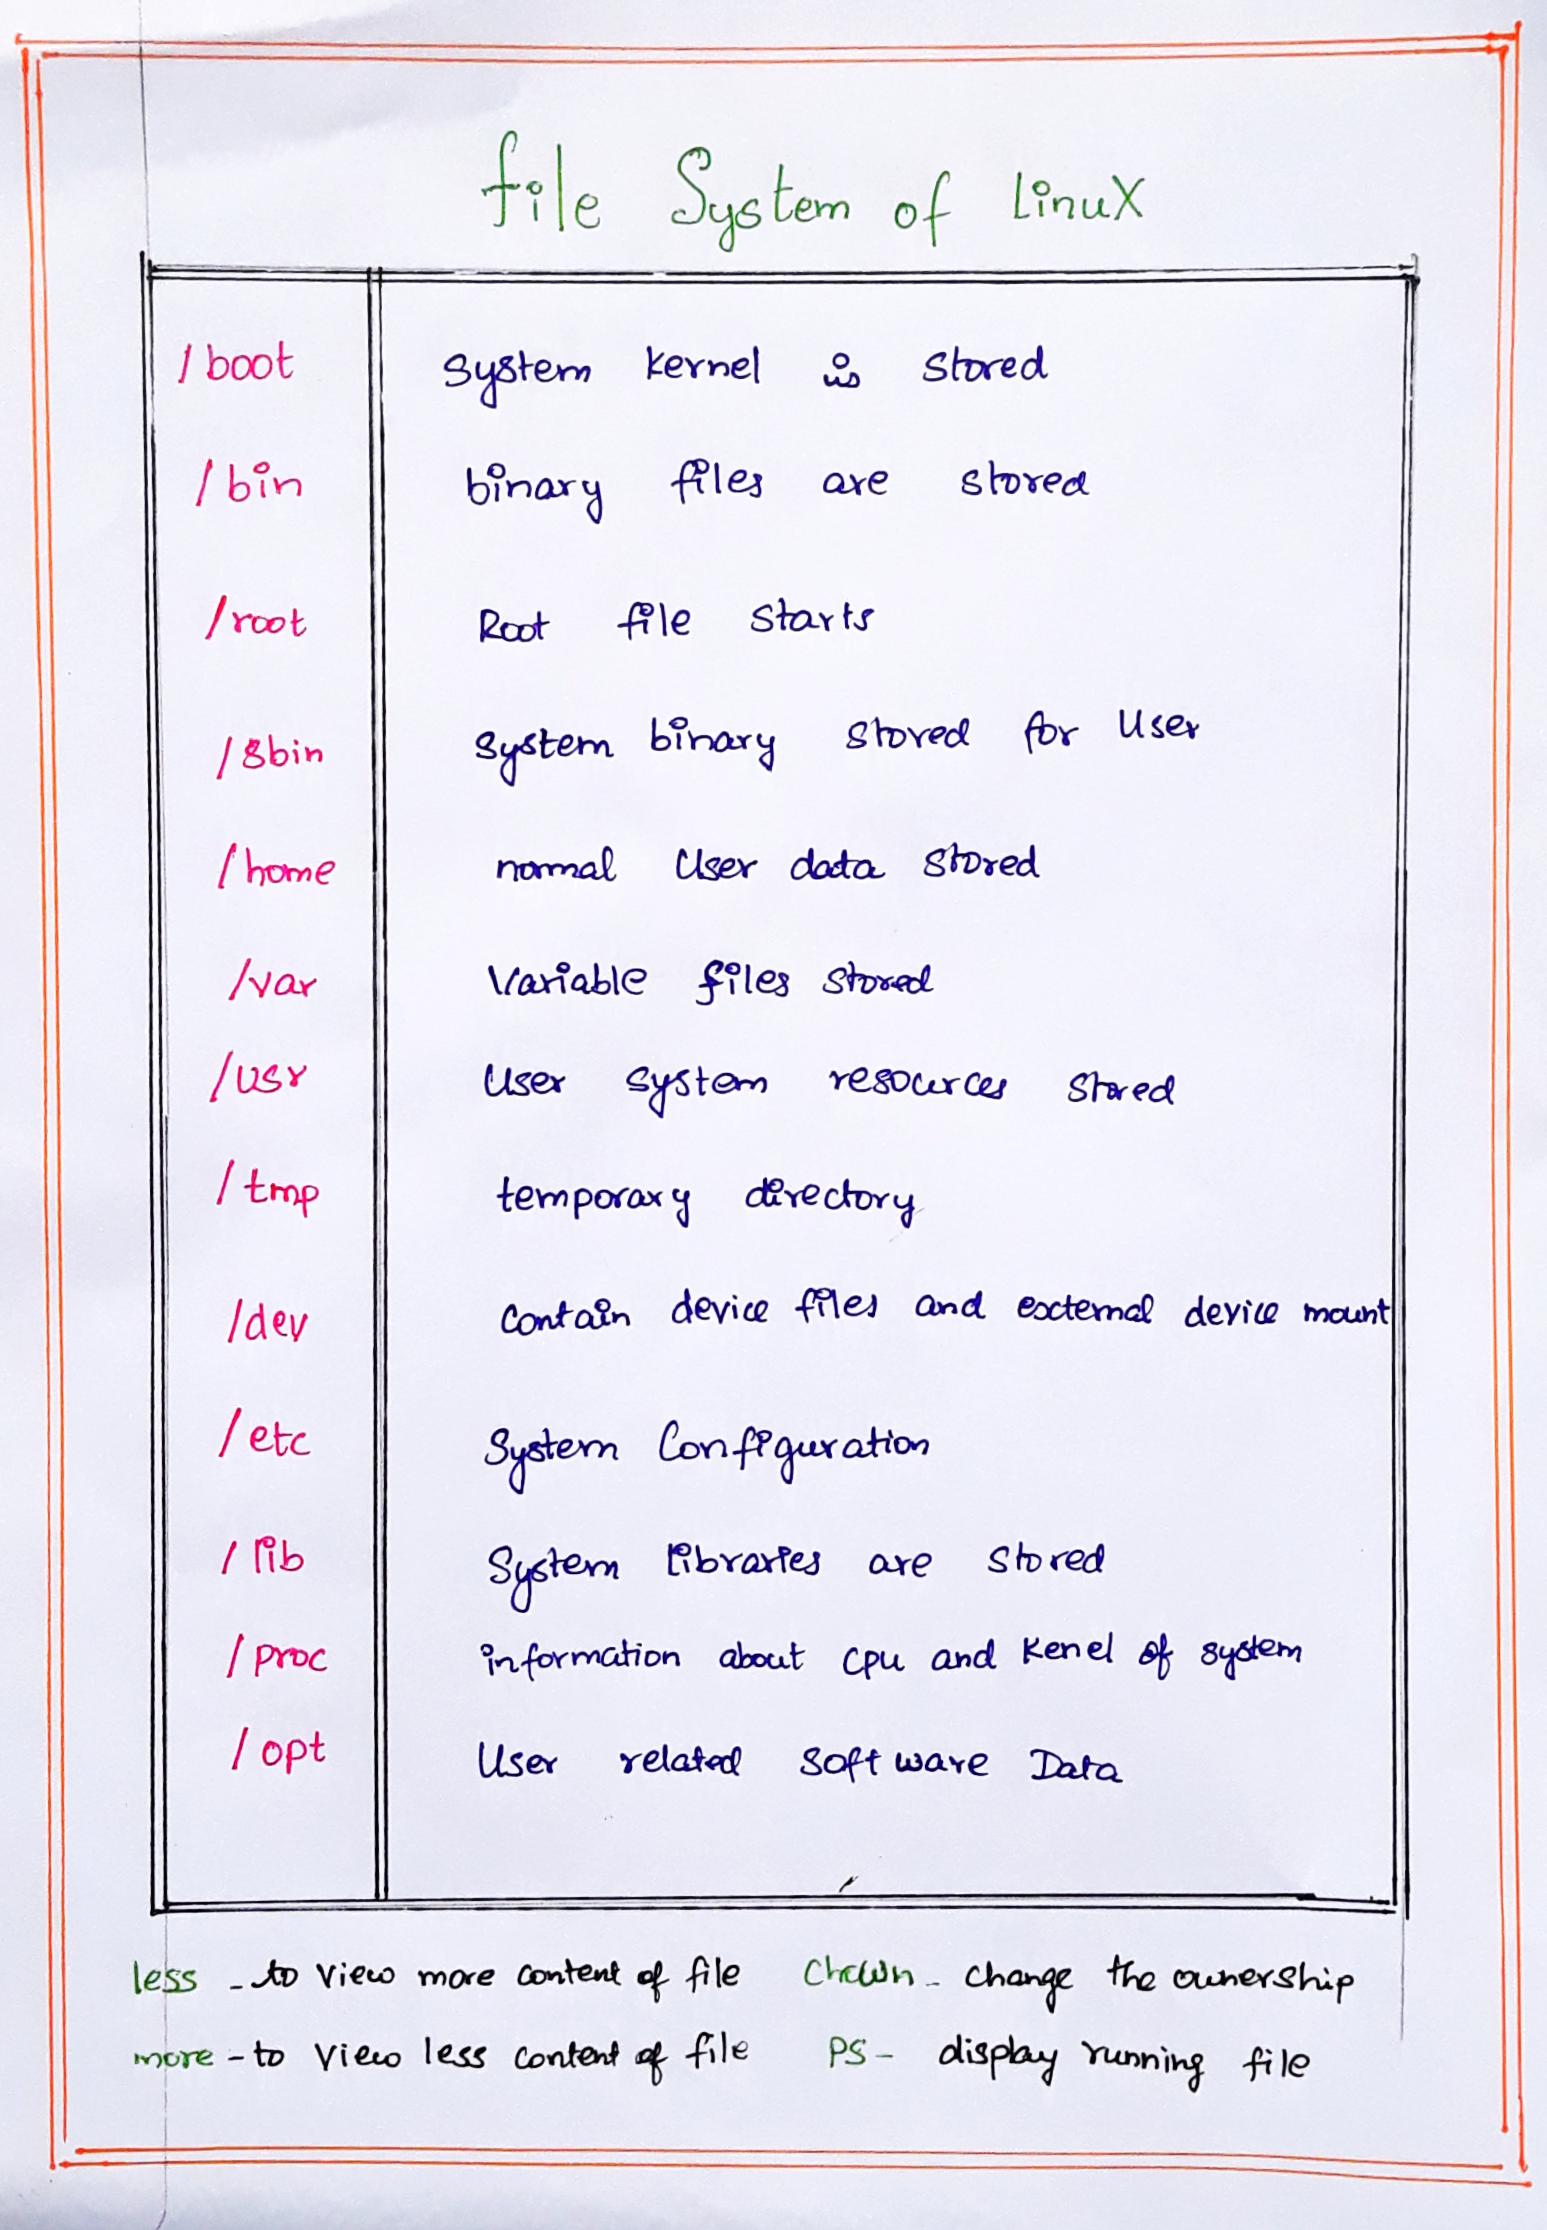 file System of Linux
/boot System kernel is stored
/bin binary files are stored
/root Root file starts
/sbin System binary stored for User
/home normal User data stored
/var Variable files stored
/usr User system resources stored
/tmp temporary directory
/dev Contain device files and external device mount
/etc System Configuration
/lib System libraries are stored
/proc information about cpu and Kenel of system
/opt User related software Data
less - to view more content of file Chown - change the ownership
more - to view less content of file PS - display running file